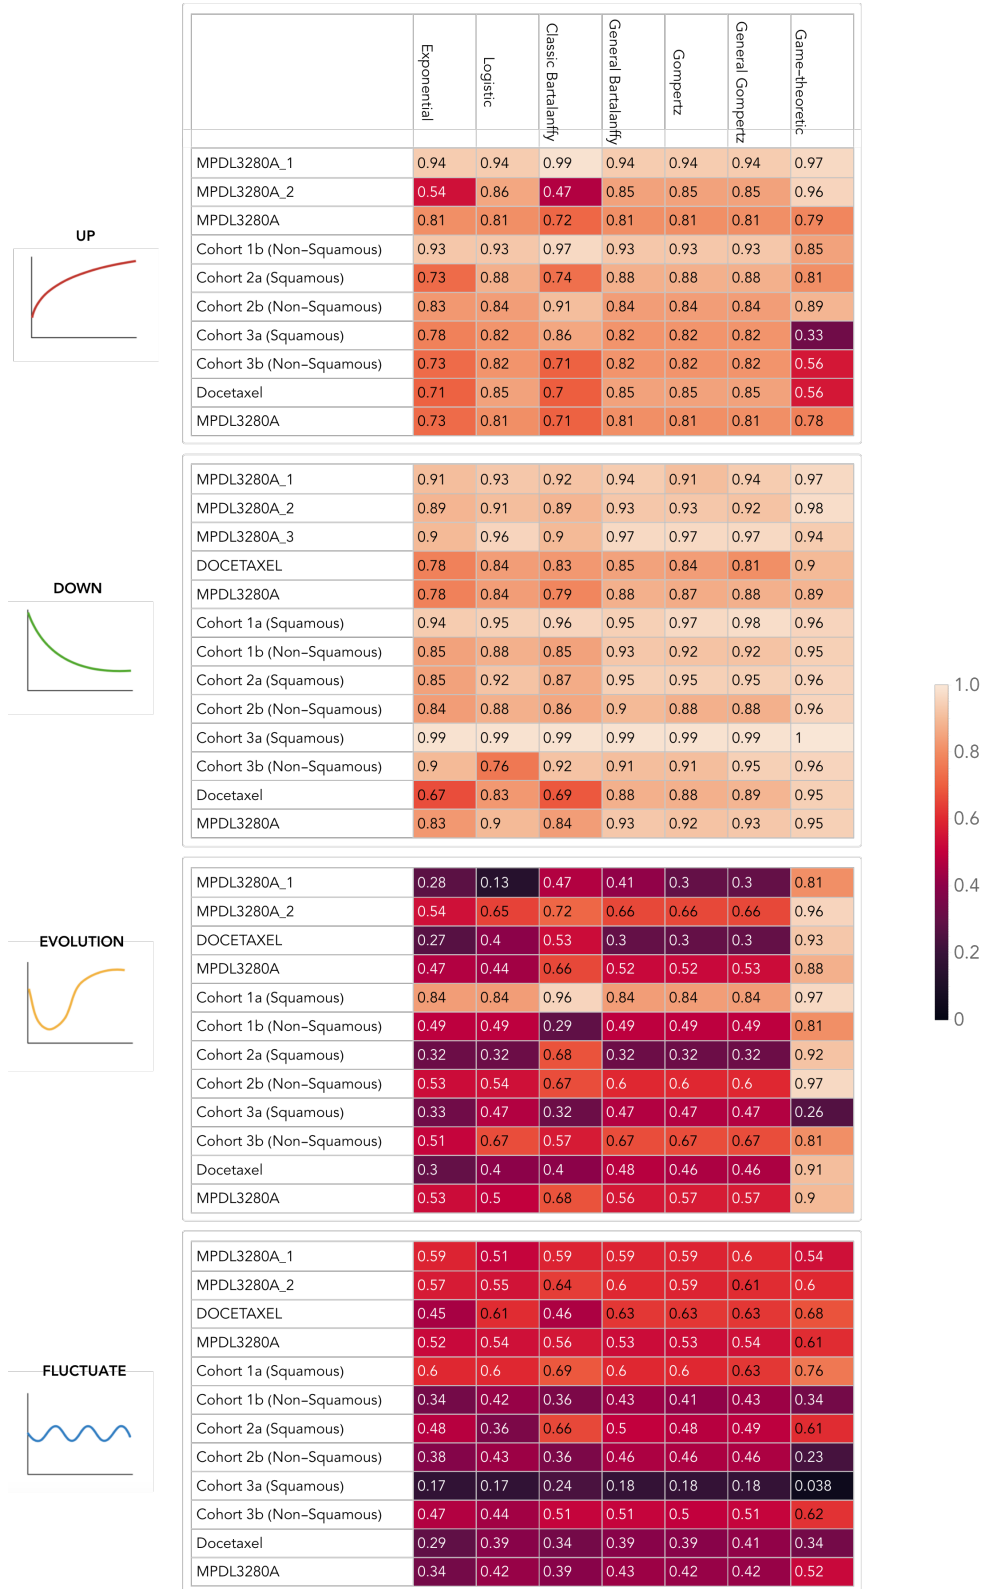 Exponential Logistic Classic Bartalanffy General Bartalanffy Gompertz General Gompertz Game-theoretic
UP
MPDL3280A_1 0.94 0.94 0.99 0.94 0.94 0.94 0.97
MPDL3280A_2 0.54 0.86 0.47 0.85 0.85 0.85 0.96
MPDL3280A 0.81 0.81 0.72 0.81 0.81 0.81 0.79
Cohort 1b (Non-Squamous) 0.93 0.93 0.97 0.93 0.93 0.93 0.85
Cohort 2a (Squamous) 0.73 0.88 0.74 0.88 0.88 0.88 0.81
Cohort 2b (Non-Squamous) 0.83 0.84 0.91 0.84 0.84 0.84 0.89
Cohort 3a (Squamous) 0.78 0.82 0.86 0.82 0.82 0.82 0.33
Cohort 3b (Non-Squamous) 0.73 0.82 0.71 0.82 0.82 0.82 0.56
Docetaxel 0.71 0.85 0.7 0.85 0.85 0.85 0.56
MPDL3280A 0.73 0.81 0.71 0.81 0.81 0.81 0.78
DOWN
MPDL3280A_1 0.91 0.93 0.92 0.94 0.91 0.94 0.97
MPDL3280A_2 0.89 0.91 0.89 0.93 0.93 0.92 0.98
MPDL3280A_3 0.9 0.96 0.9 0.97 0.97 0.97 0.94
DOCETAXEL 0.78 0.84 0.83 0.85 0.84 0.81 0.9
MPDL3280A 0.78 0.84 0.79 0.88 0.87 0.88 0.89
Cohort 1a (Squamous) 0.94 0.95 0.96 0.95 0.97 0.98 0.96
Cohort 1b (Non-Squamous) 0.85 0.88 0.85 0.93 0.92 0.92 0.95
Cohort 2a (Squamous) 0.85 0.92 0.87 0.95 0.95 0.95 0.96
Cohort 2b (Non-Squamous) 0.84 0.88 0.86 0.9 0.88 0.88 0.96
Cohort 3a (Squamous) 0.99 0.99 0.99 0.99 0.99 0.99 1
Cohort 3b (Non-Squamous) 0.9 0.76 0.92 0.91 0.91 0.95 0.96
Docetaxel 0.67 0.83 0.69 0.88 0.88 0.89 0.95
MPDL3280A 0.83 0.9 0.84 0.93 0.92 0.93 0.95
EVOLUTION
MPDL3280A_1 0.28 0.13 0.47 0.41 0.3 0.3 0.81
MPDL3280A_2 0.54 0.65 0.72 0.66 0.66 0.66 0.96
DOCETAXEL 0.27 0.4 0.53 0.3 0.3 0.3 0.93
MPDL3280A 0.47 0.44 0.66 0.52 0.52 0.53 0.88
Cohort 1a (Squamous) 0.84 0.84 0.96 0.84 0.84 0.84 0.97
Cohort 1b (Non-Squamous) 0.49 0.49 0.29 0.49 0.49 0.49 0.81
Cohort 2a (Squamous) 0.32 0.32 0.68 0.32 0.32 0.32 0.92
Cohort 2b (Non-Squamous) 0.53 0.54 0.67 0.6 0.6 0.6 0.97
Cohort 3a (Squamous) 0.33 0.47 0.32 0.47 0.47 0.47 0.26
Cohort 3b (Non-Squamous) 0.51 0.67 0.57 0.67 0.67 0.67 0.81
Docetaxel 0.3 0.4 0.4 0.48 0.46 0.46 0.91
MPDL3280A 0.53 0.5 0.68 0.56 0.57 0.57 0.9
FLUCTUATE
MPDL3280A_1 0.59 0.51 0.59 0.59 0.59 0.6 0.54
MPDL3280A_2 0.57 0.55 0.64 0.6 0.59 0.61 0.6
DOCETAXEL 0.45 0.61 0.46 0.63 0.63 0.63 0.68
MPDL3280A 0.52 0.54 0.56 0.53 0.53 0.54 0.61
Cohort 1a (Squamous) 0.6 0.6 0.69 0.6 0.6 0.63 0.76
Cohort 1b (Non-Squamous) 0.34 0.42 0.36 0.43 0.41 0.43 0.34
Cohort 2a (Squamous) 0.48 0.36 0.66 0.5 0.48 0.49 0.61
Cohort 2b (Non-Squamous) 0.38 0.43 0.36 0.46 0.46 0.46 0.23
Cohort 3a (Squamous) 0.17 0.17 0.24 0.18 0.18 0.18 0.038
Cohort 3b (Non-Squamous) 0.47 0.44 0.51 0.51 0.5 0.51 0.62
Docetaxel 0.29 0.39 0.34 0.39 0.39 0.41 0.34
MPDL3280A 0.34 0.42 0.39 0.43 0.42 0.42 0.52
1.0
0.8
0.6
0.4
0.2
0